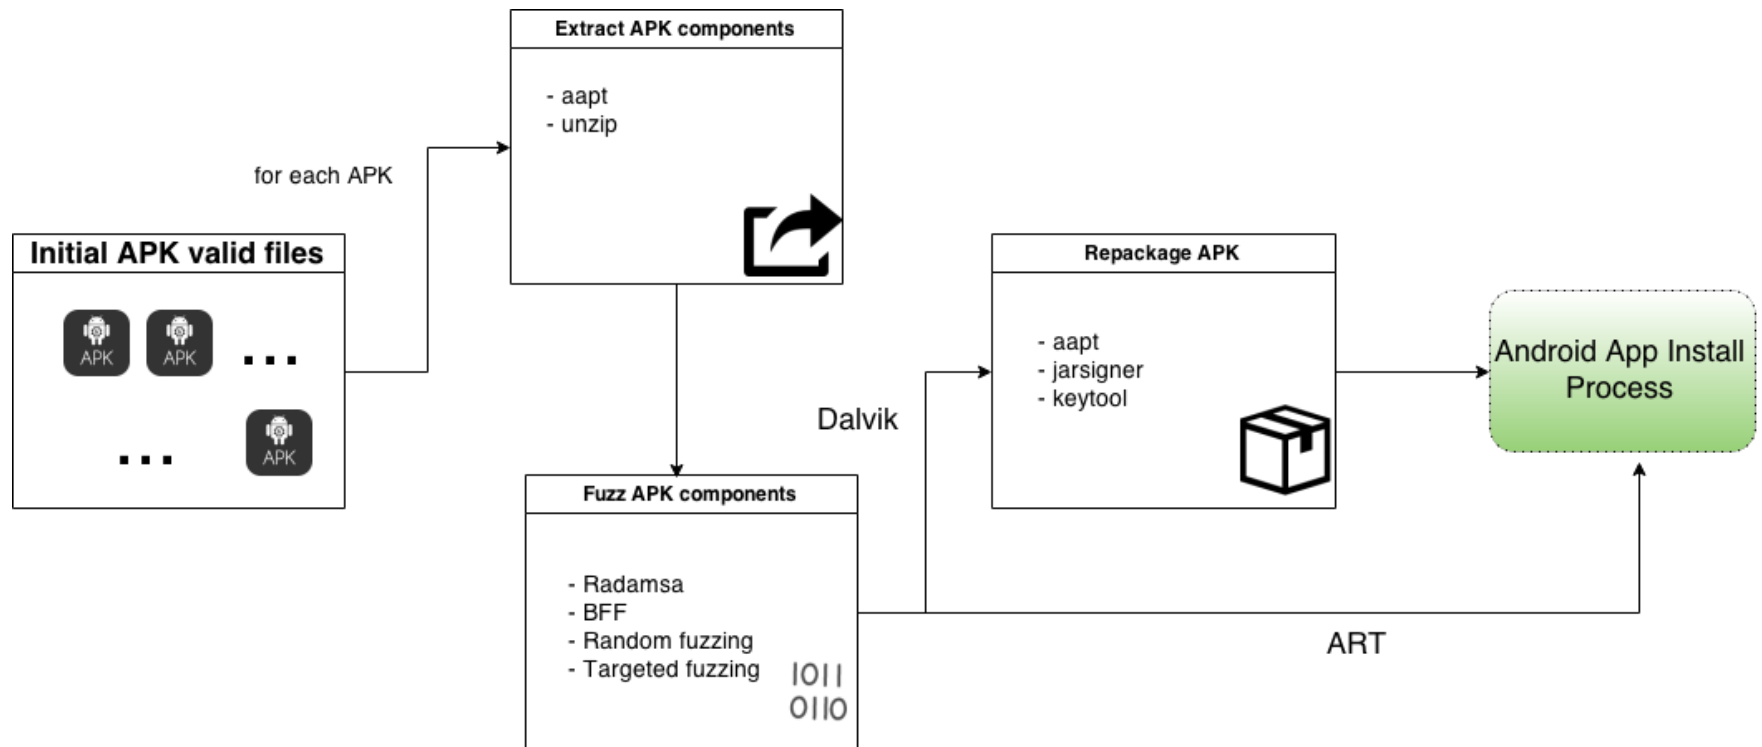 Extract APK components
- aapt
- unzip
for each APK
Initial APK valid files
APK
APK
...
...
APK
Fuzz APK components
- Radamsa
- BFF
- Random fuzzing
- Targeted fuzzing
1011
0110
Dalvik
Repackage APK
- aapt
- jarsigner
- keytool
Android App Install
Process
ART